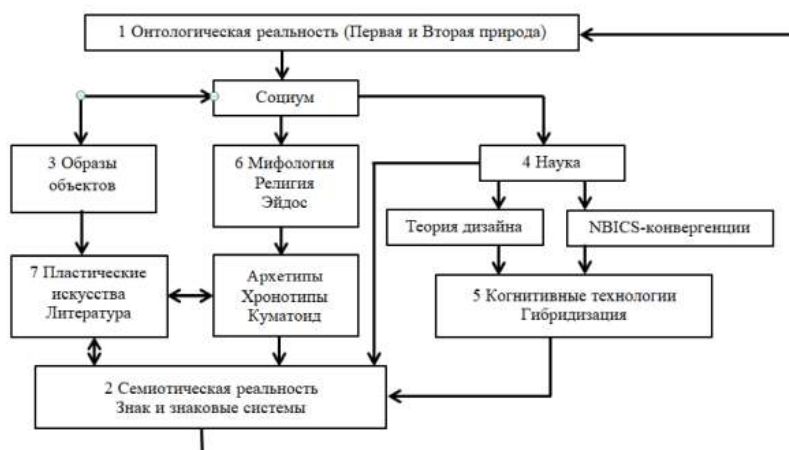 1 Онтологическая реальность (Первая и Вторая природа)
Социум
3 Образы
объектов
6 Мифология
Религия
Эйдос
4 Наука
Теория дизайна
NBICS-конвергенции
7 Пластические
искусства
Литература
Архетипы
Хронотипы
Куматоид
5 Когнитивные технологии
Гибридизация
2 Семиотическая реальность
Знак и знаковые системы